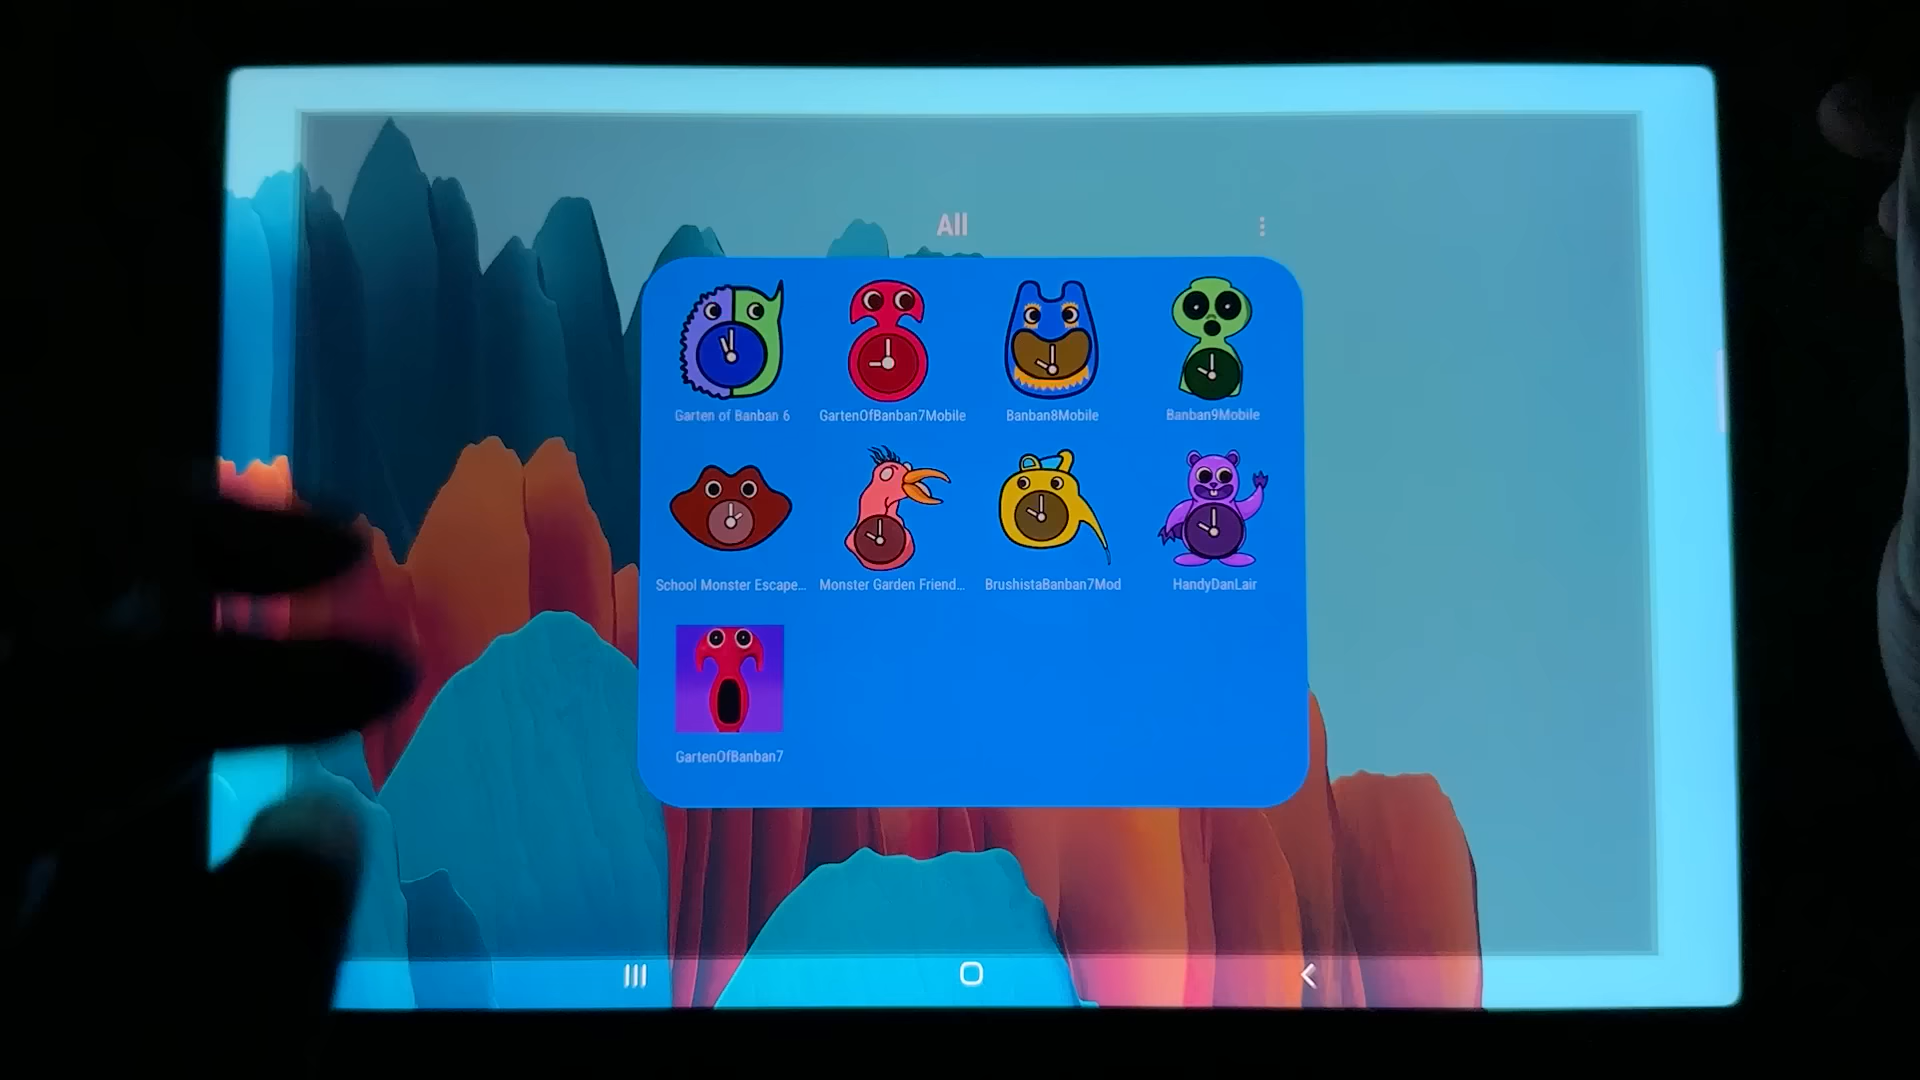 All
Garten of Banban 6
GartenOfBanban7Mobile
Banban8Mobile
Banban9Mobile
School Monster Escape...
Monster Garden Friend...
BrushistaBanban7Mod
HandyDanLair
GartenOfBanban7